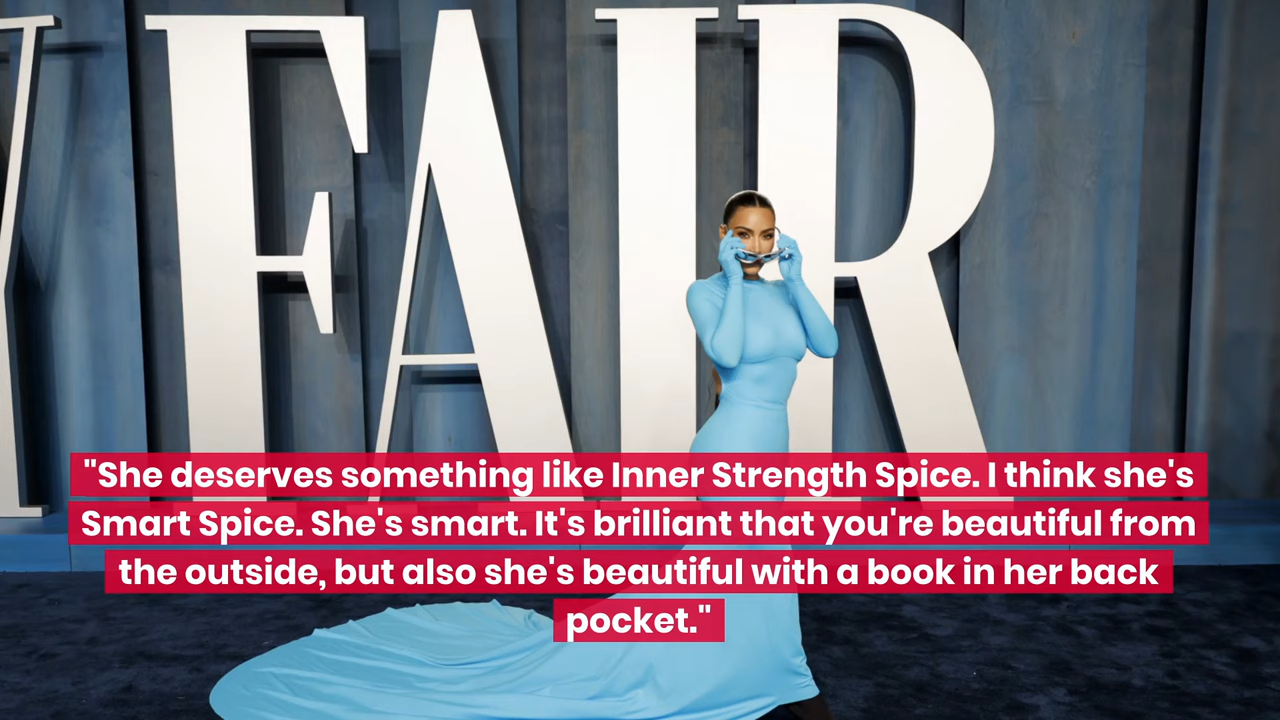 Y FAIR
"She deserves something like Inner Strength Spice. I think she's
Smart Spice. She's smart. It's brilliant that you're beautiful from
the outside, but also she's beautiful with a book in her back
pocket."